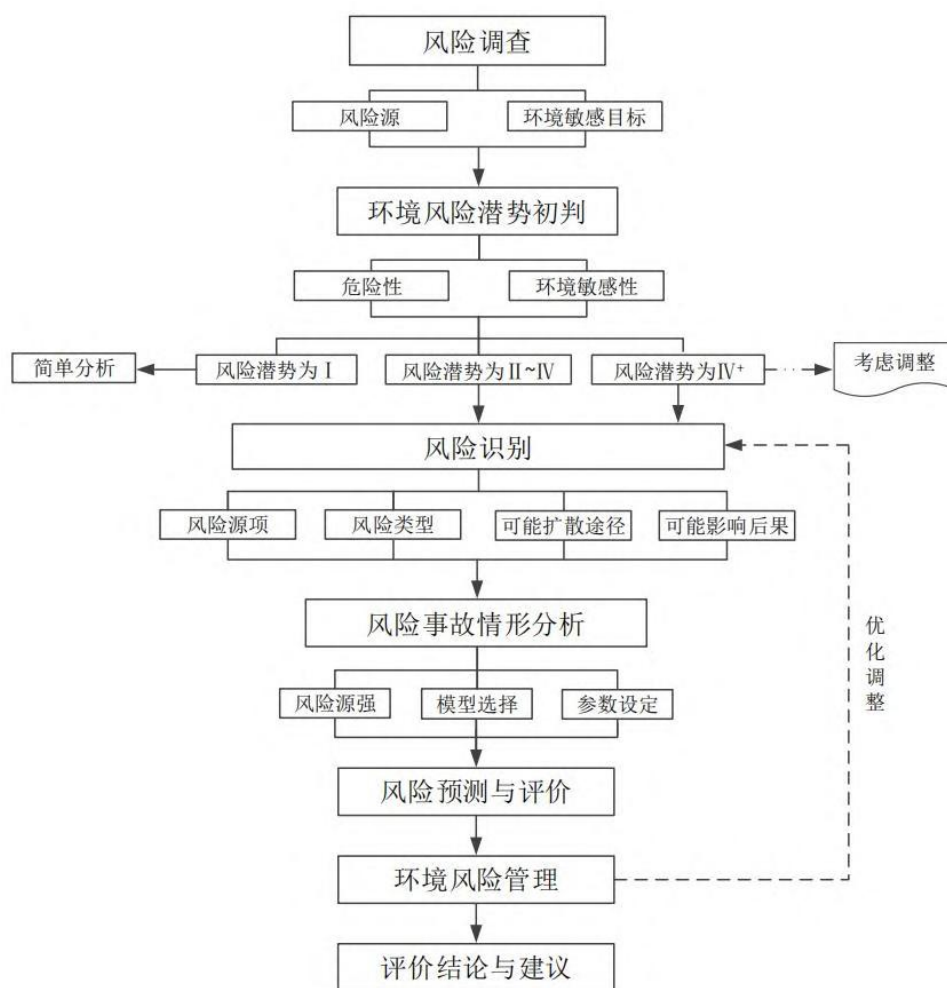 风险调查
风险源
环境敏感目标
环境风险潜势初判
危险性
环境敏感性
简单分析
风险潜势为Ⅰ
风险潜势为Ⅱ~Ⅳ
风险潜势为Ⅳ⁺
考虑调整
风险识别
风险源项
风险类型
可能扩散途径
可能影响后果
风险事故情形分析
优化调整
风险源强
模型选择
参数设定
风险预测与评价
环境风险管理
评价结论与建议